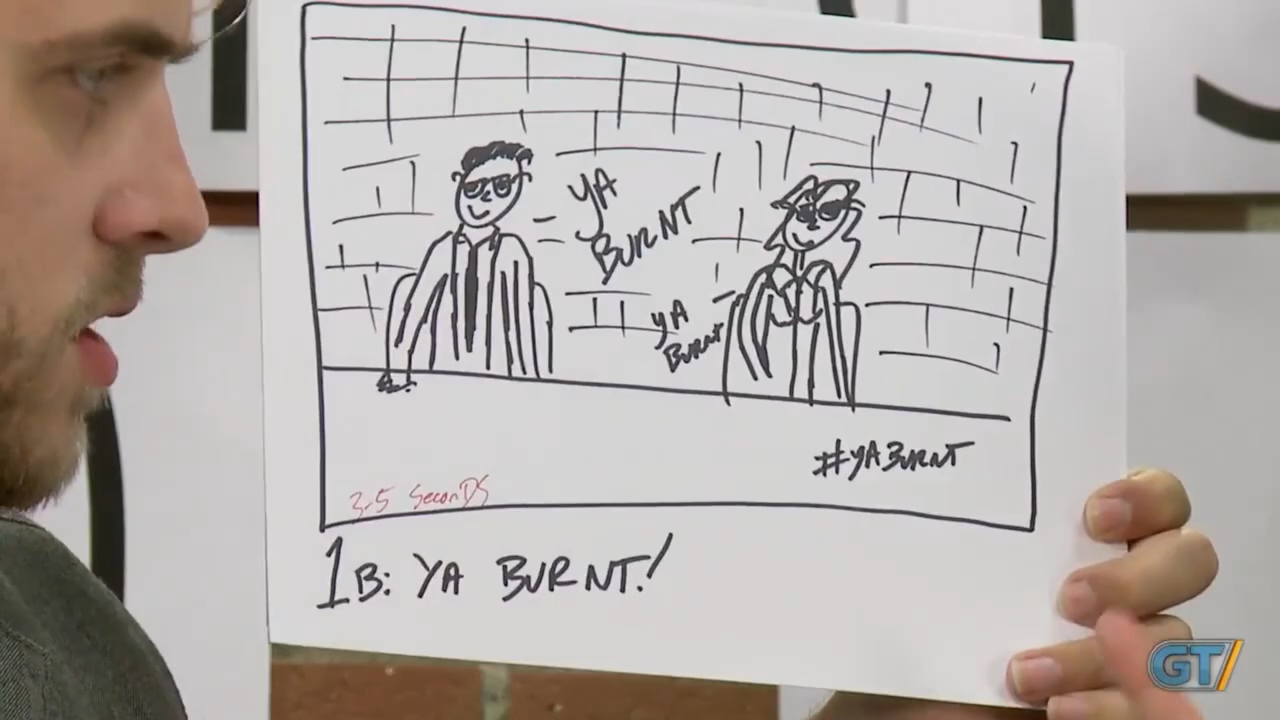 YA
BURNT
YA
BURNT
#YABURNT
3-5 SeconDS
1B: YA BURNT!
GT